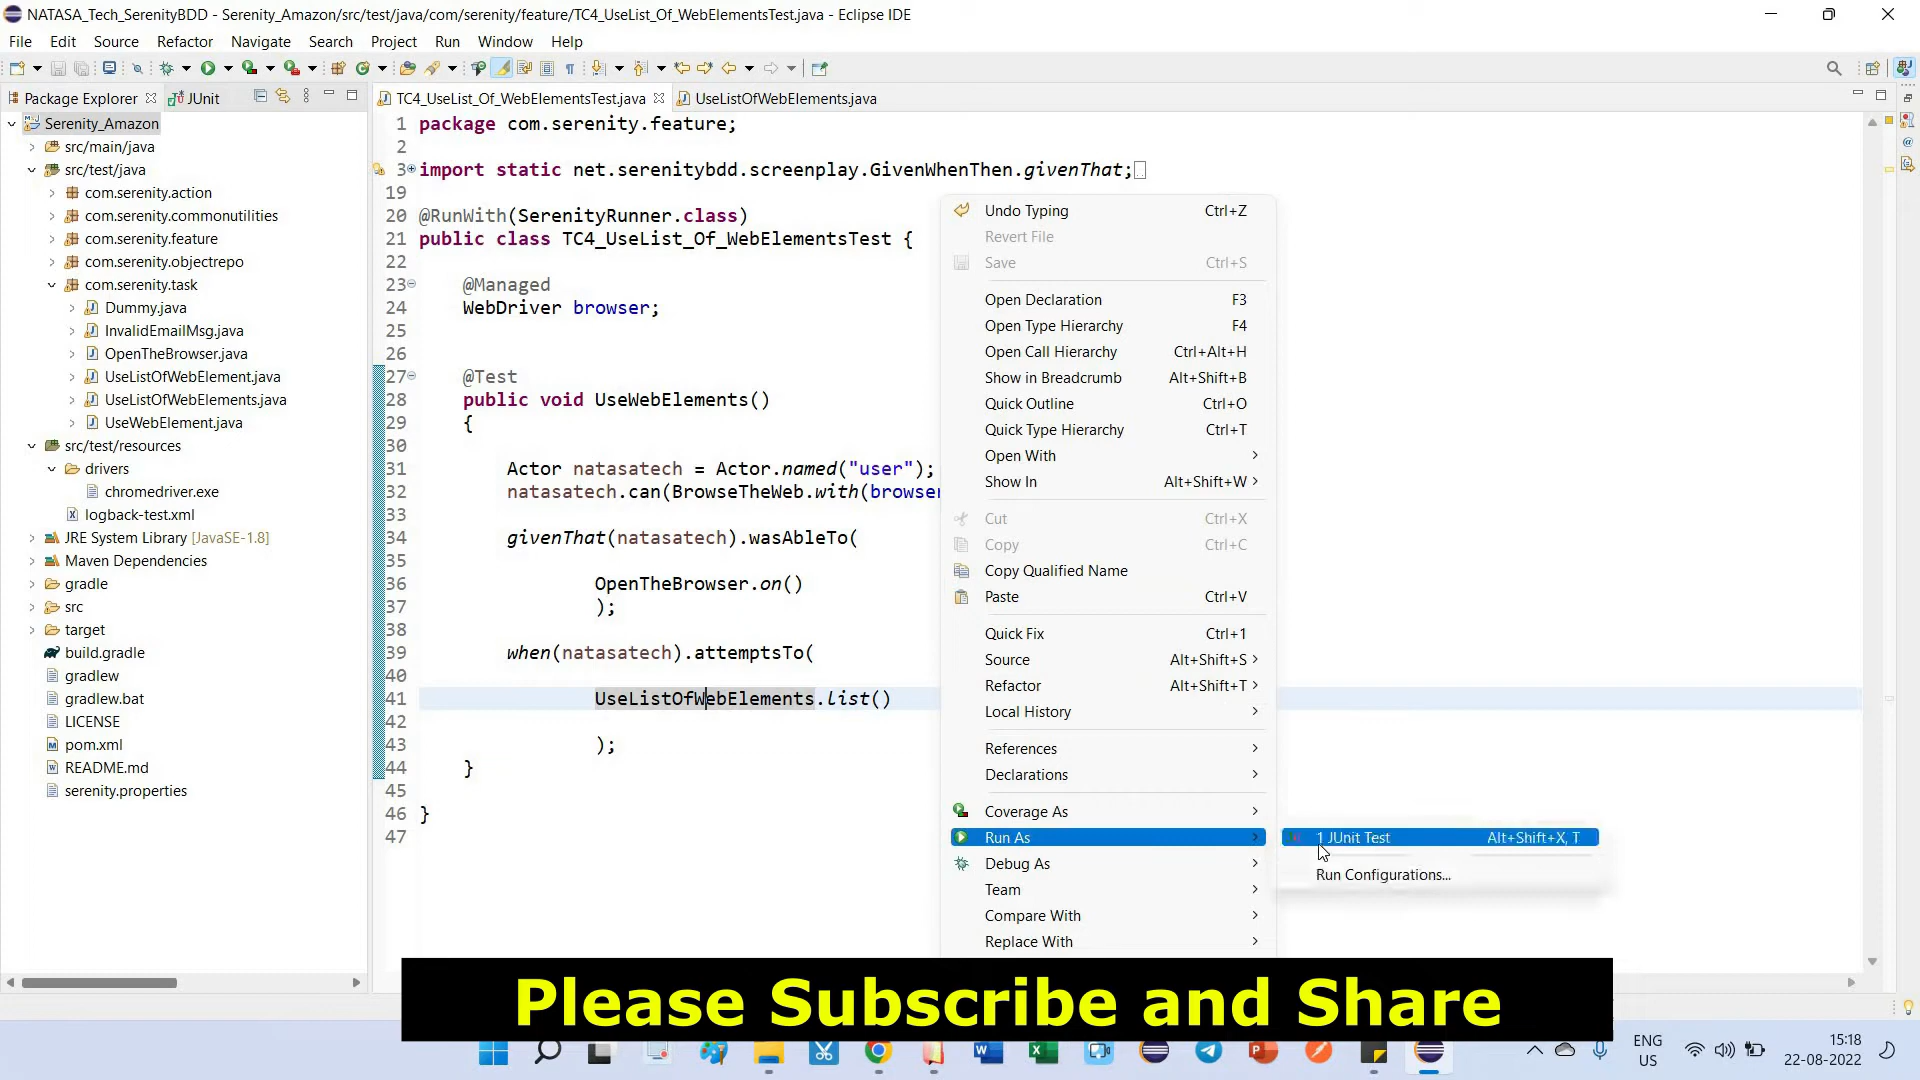 NATASA_Tech_SerenityBDD - Serenity_Amazon/src/test/java/com/serenity/feature/TC4_UseList_Of_WebElementsTest.java - Eclipse IDE
File Edit Source Refactor Navigate Search Project Run Window Help
Package Explorer JUnit
Serenity_Amazon
src/main/java
src/test/java
com.serenity.action
com.serenity.commonutilities
com.serenity.feature
com.serenity.objectrepo
com.serenity.task
Dummy.java
InvalidEmailMsg.java
OpenTheBrowser.java
UseListOfWebElement.java
UseListOfWebElements.java
UseWebElement.java
src/test/resources
drivers
chromedriver.exe
logback-test.xml
JRE System Library [JavaSE-1.8]
Maven Dependencies
gradle
src
target
build.gradle
gradlew
gradlew.bat
LICENSE
pom.xml
README.md
serenity.properties
TC4_UseList_Of_WebElementsTest.java UseListOfWebElements.java
1 package com.serenity.feature;
2
3 import static net.serenitybdd.screenplay.GivenWhenThen.givenThat;
19
20 @RunWith(SerenityRunner.class)
21 public class TC4_UseList_Of_WebElementsTest {
22
23 @Managed
24 WebDriver browser;
25
26
27 @Test
28 public void UseWebElements()
29 {
30
31 Actor natasatech = Actor.named("user");
32 natasatech.can(BrowseTheWeb.with(browser
33
34 givenThat(natasatech).wasAbleTo(
35
36 OpenTheBrowser.on()
37 );
38
39 when(natasatech).attemptsTo(
40
41 UseListOfWebElements.list()
42
43 );
44 }
45
46 }
47
Undo Typing Ctrl+Z
Revert File
Save Ctrl+S
Open Declaration F3
Open Type Hierarchy F4
Open Call Hierarchy Ctrl+Alt+H
Show in Breadcrumb Alt+Shift+B
Quick Outline Ctrl+O
Quick Type Hierarchy Ctrl+T
Open With
Show In Alt+Shift+W
Cut Ctrl+X
Copy Ctrl+C
Copy Qualified Name
Paste Ctrl+V
Quick Fix Ctrl+1
Source Alt+Shift+S
Refactor Alt+Shift+T
Local History
References
Declarations
Coverage As
Run As
Debug As
Team
Compare With
Replace With
1 JUnit Test Alt+Shift+X, T
Run Configurations...
Please Subscribe and Share
ENG
US
15:18
22-08-2022